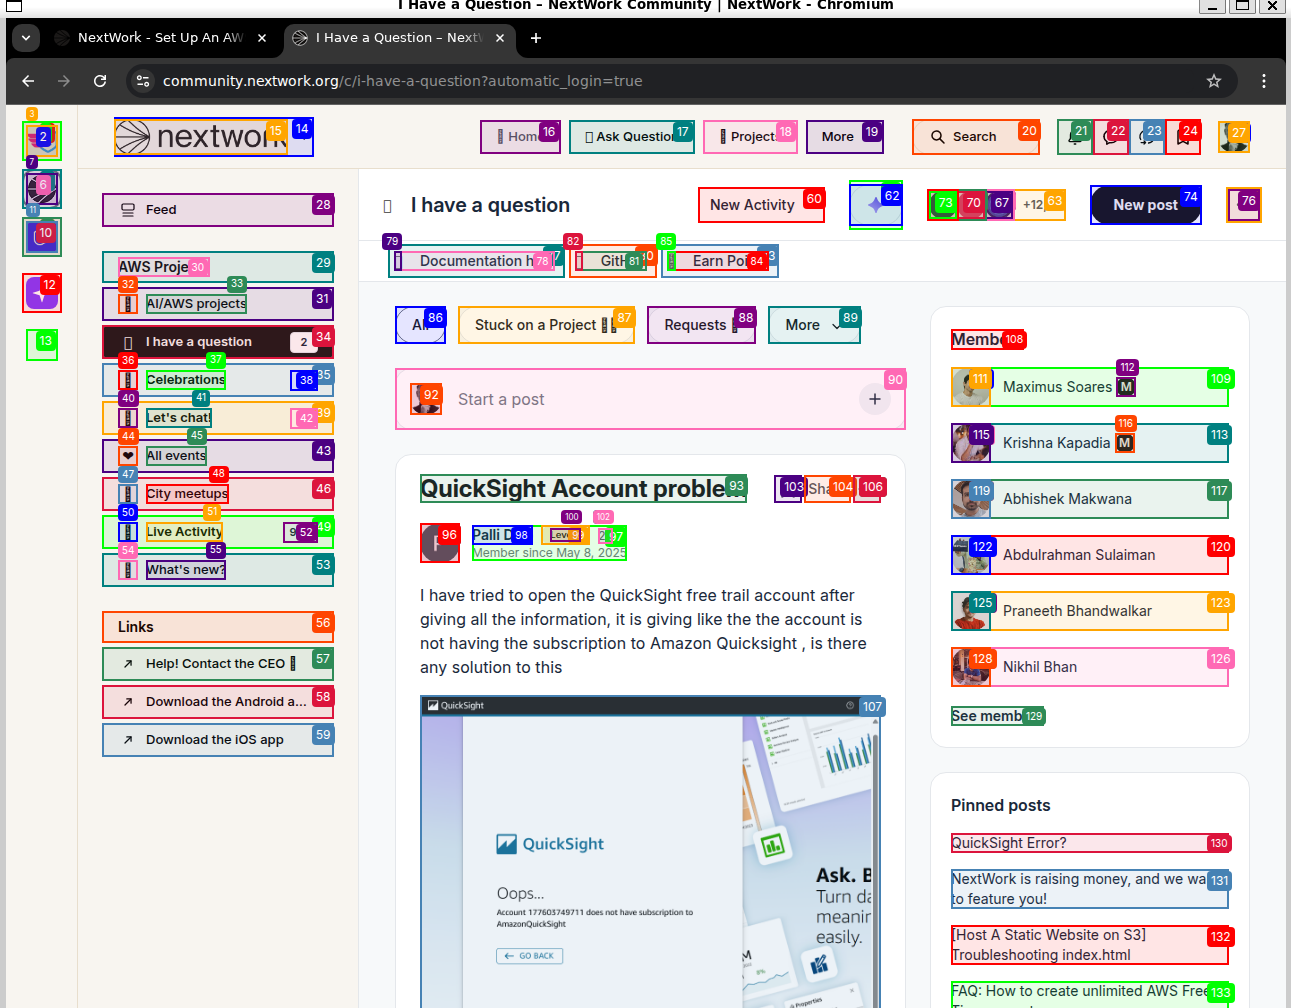 I Have a Question – NextWork Community | NextWork - Chromium
NextWork - Set Up An AW
I Have a Question – Next
community.nextwork.org/c/i-have-a-question?automatic_login=true
3
2
7
6
11
10
12
13
15
14
16
Ask Question 17
Project 18
More 19
Search 20
21
22
23
24
27
Feed 28
AWS Proje 30
29
32
33
AI/AWS projects 31
I have a question 2 34
36
37
Celebrations 38 35
40
41
Let's chat! 42 39
44
45
All events 43
47
48
City meetups 46
50
51
Live Activity 52 49
54
55
What's new? 53
Links 56
Help! Contact the CEO 57
Download the Android a... 58
Download the iOS app 59
I have a question
New Activity 60
62
73
70
67
+12 63
New post 74
76
79
Documentation h 78
82
81
85
84
86
Stuck on a Project 87
Requests 88
More 89
90
92
Start a post
QuickSight Account proble 93
103
104
106
96
Palli D 98
100
102
97
Member since May 8, 2025
I have tried to open the QuickSight free trail account after
giving all the information, it is giving like the the account is
not having the subscription to Amazon Quicksight , is there
any solution to this
107
QuickSight
QuickSight
Oops...
Account 177603749711 does not have subscription to
AmazonQuickSight
GO BACK
Ask. B
Turn da
meanin
easily.
Memb 108
111
Maximus Soares M
112
109
115
Krishna Kapadia M
116
113
119
Abhishek Makwana 117
122
Abdulrahman Sulaiman 120
125
Praneeth Bhandwalkar 123
128
Nikhil Bhan 126
See memb 129
Pinned posts
QuickSight Error? 130
NextWork is raising money, and we wa 131
to feature you!
[Host A Static Website on S3] 132
Troubleshooting index.html
FAQ: How to create unlimited AWS Free 133